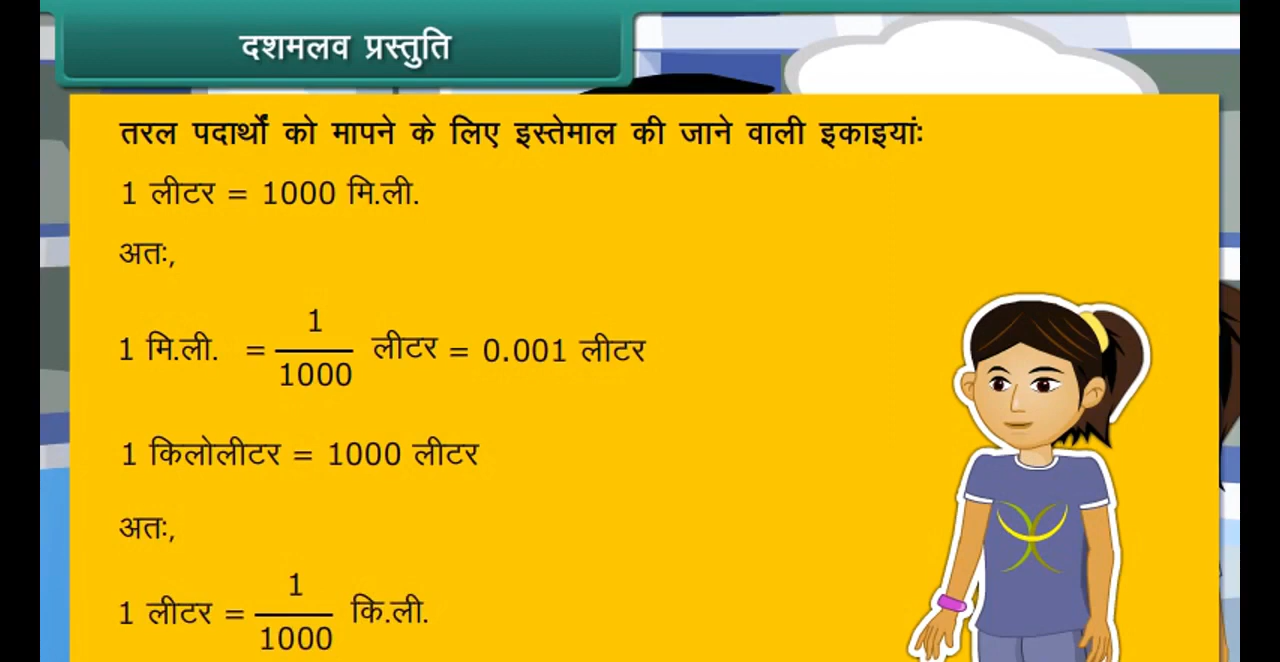 दशमलव प्रस्तुति
तरल पदार्थों को मापने के लिए इस्तेमाल की जाने वाली इकाइयांः
1 लीटर = 1000 मि.ली.
अतः,
1 मि.ली. = 1/1000 लीटर = 0.001 लीटर
1 किलोलीटर = 1000 लीटर
अतः,
1 लीटर = 1/1000 कि.ली.